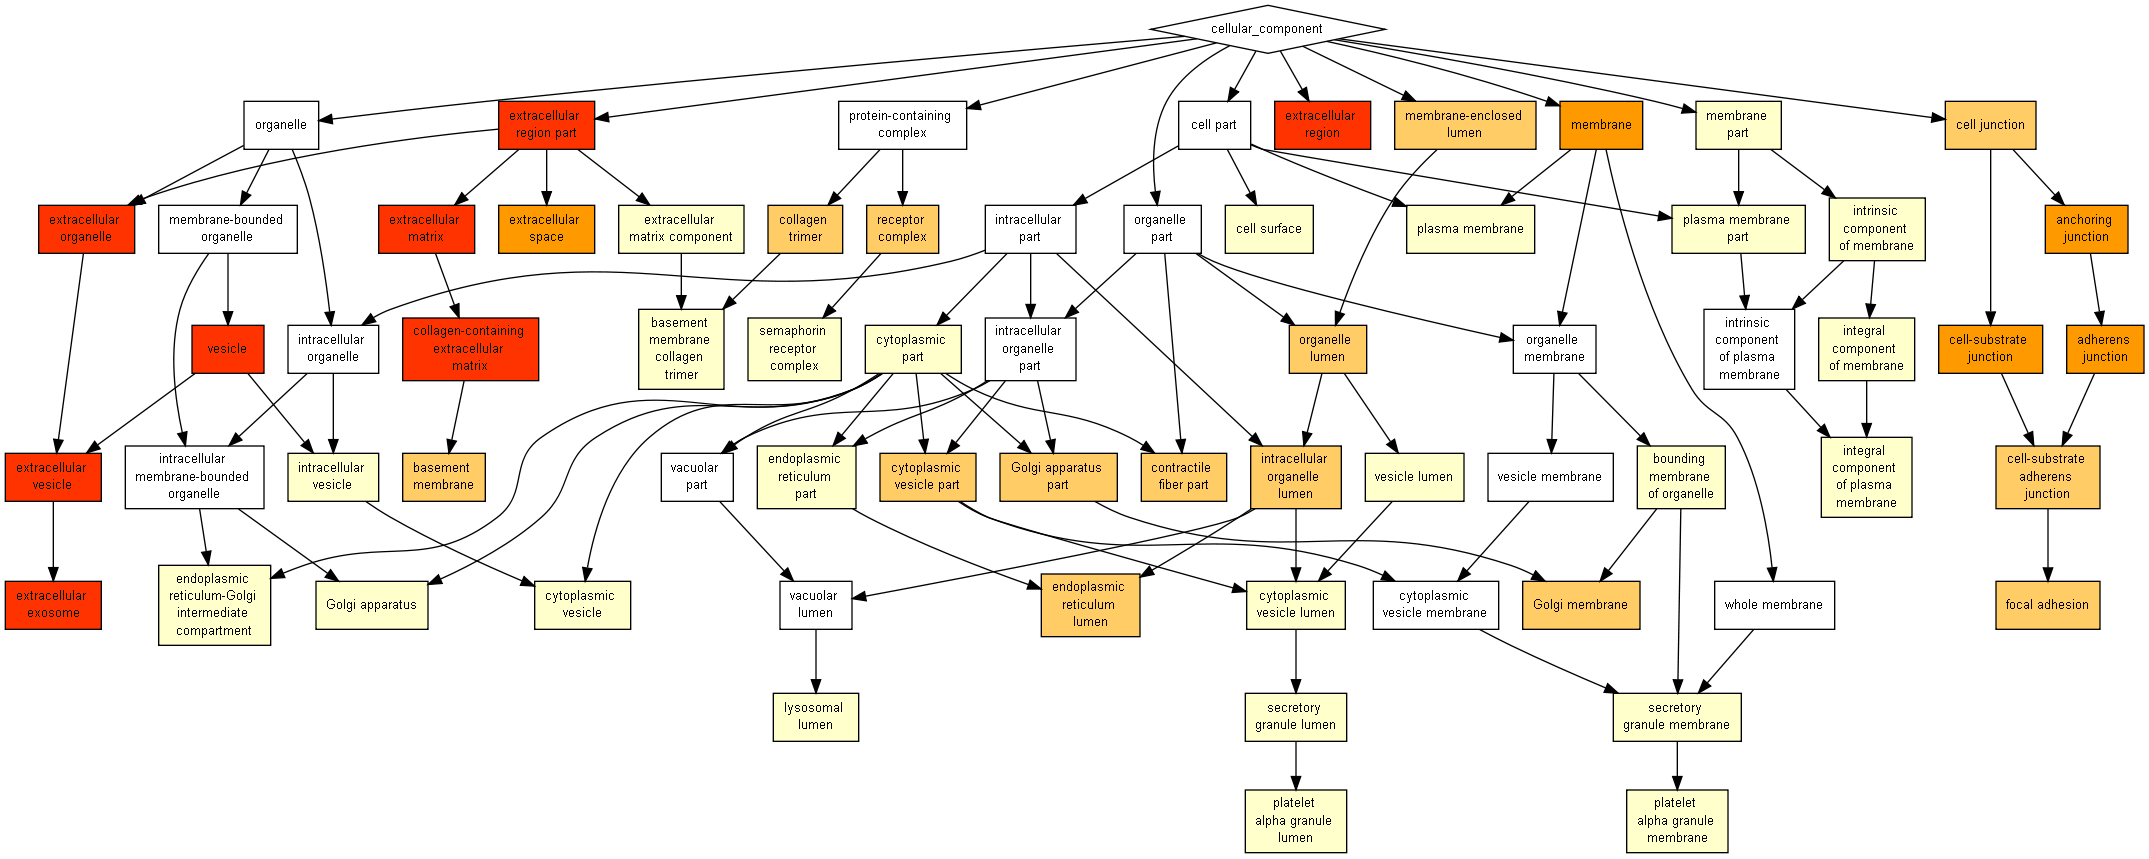 cellular_component
organelle
extracellular
region part
protein-containing
complex
cell part
extracellular
region
membrane-enclosed
lumen
membrane
membrane
part
cell junction
extracellular
organelle
membrane-bounded
organelle
extracellular
matrix
extracellular
space
extracellular
matrix component
collagen
trimer
receptor
complex
intracellular
part
organelle
part
cell surface
plasma membrane
plasma membrane
part
intrinsic
component
of membrane
anchoring
junction
vesicle
intracellular
organelle
collagen-containing
extracellular
matrix
basement
membrane
collagen
trimer
semaphorin
receptor
complex
cytoplasmic
part
intracellular
organelle
part
organelle
lumen
organelle
membrane
intrinsic
component
of plasma
membrane
integral
component
of membrane
cell-substrate
junction
adherens
junction
extracellular
vesicle
intracellular
membrane-bounded
organelle
intracellular
vesicle
basement
membrane
vacuolar
part
endoplasmic
reticulum
part
cytoplasmic
vesicle part
Golgi apparatus
part
contractile
fiber part
intracellular
organelle
lumen
vesicle lumen
vesicle membrane
bounding
membrane
of organelle
integral
component
of plasma
membrane
cell-substrate
adherens
junction
extracellular
exosome
endoplasmic
reticulum-Golgi
intermediate
compartment
Golgi apparatus
cytoplasmic
vesicle
vacuolar
lumen
endoplasmic
reticulum
lumen
cytoplasmic
vesicle lumen
cytoplasmic
vesicle membrane
Golgi membrane
whole membrane
focal adhesion
lysosomal
lumen
secretory
granule lumen
secretory
granule membrane
platelet
alpha granule
lumen
platelet
alpha granule
membrane